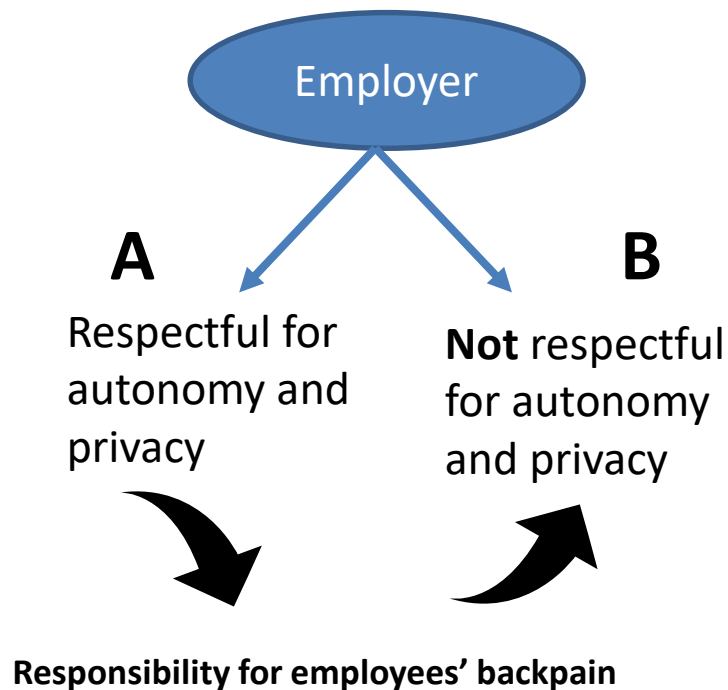 Employer
A
B
Respectful for
autonomy and
privacy
Not respectful
for autonomy
and privacy
Responsibility for employees’ backpain